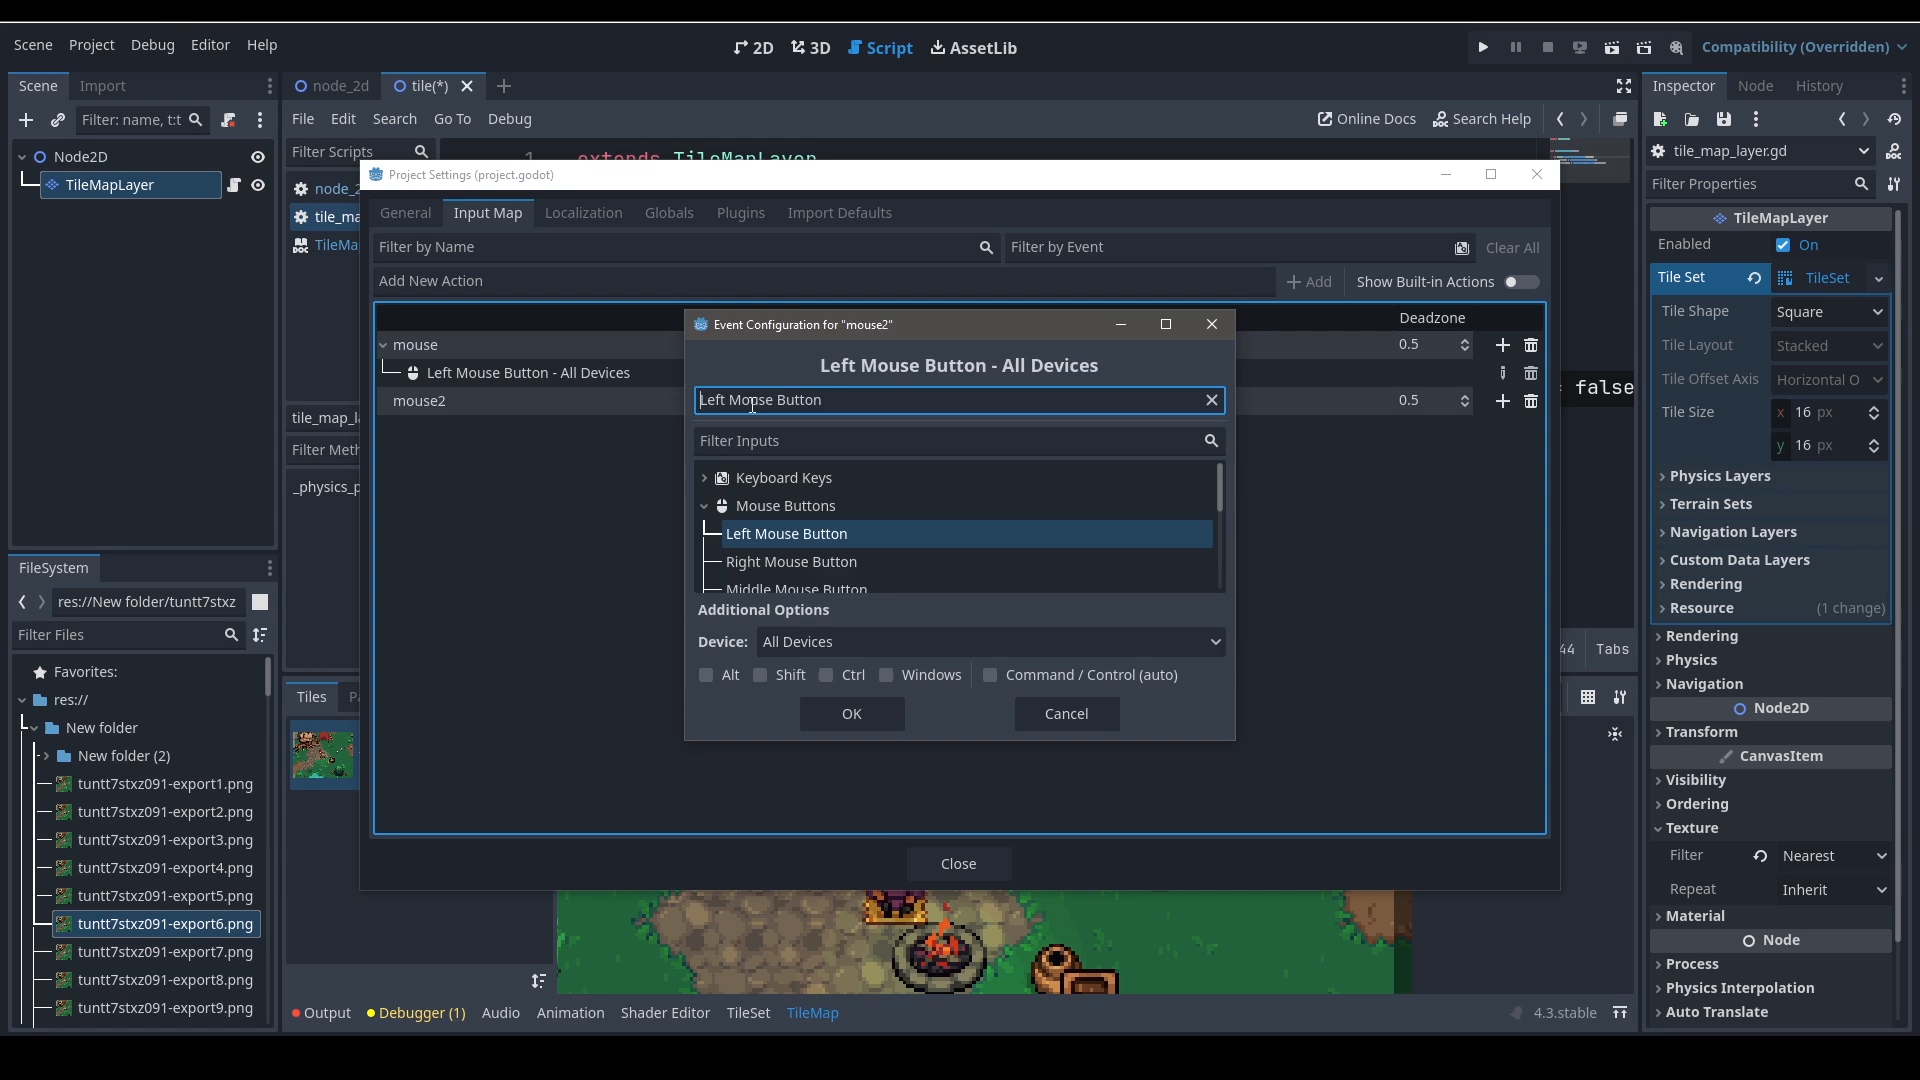 Scene Project Debug Editor Help
2D 3D Script AssetLib
Compatibility (Overridden)
Scene Import
Filter: name, t:t
Node2D
TileMapLayer
FileSystem
res://New folder/tuntt7stxz
Filter Files
Favorites:
res://
New folder
New folder (2)
tuntt7stxz091-export1.png
tuntt7stxz091-export2.png
tuntt7stxz091-export3.png
tuntt7stxz091-export4.png
tuntt7stxz091-export5.png
tuntt7stxz091-export6.png
tuntt7stxz091-export7.png
tuntt7stxz091-export8.png
tuntt7stxz091-export9.png
node_2d tile(*)
File Edit Search Go To Debug
Online Docs Search Help
Filter Scripts
1 extends TileMapLayer
node_2
tile_ma
TileMa
tile_map_la
Filter Meth
_physics_p
false
44 Tabs
Tiles
Project Settings (project.godot)
General Input Map Localization Globals Plugins Import Defaults
Filter by Name Filter by Event Clear All
Add New Action + Add Show Built-in Actions
Deadzone
mouse 0.5
Left Mouse Button - All Devices
mouse2 0.5
Close
Event Configuration for "mouse2"
Left Mouse Button - All Devices
Left Mouse Button
Filter Inputs
Keyboard Keys
Mouse Buttons
Left Mouse Button
Right Mouse Button
Middle Mouse Button
Additional Options
Device: All Devices
Alt Shift Ctrl Windows Command / Control (auto)
OK Cancel
Output Debugger (1) Audio Animation Shader Editor TileSet TileMap
4.3.stable
Inspector Node History
tile_map_layer.gd
Filter Properties
TileMapLayer
Enabled On
Tile Set TileSet
Tile Shape Square
Tile Layout Stacked
Tile Offset Axis Horizontal O
Tile Size x 16 px
y 16 px
Physics Layers
Terrain Sets
Navigation Layers
Custom Data Layers
Rendering
Resource (1 change)
Rendering
Physics
Navigation
Node2D
Transform
CanvasItem
Visibility
Ordering
Texture
Filter Nearest
Repeat Inherit
Material
Node
Process
Physics Interpolation
Auto Translate